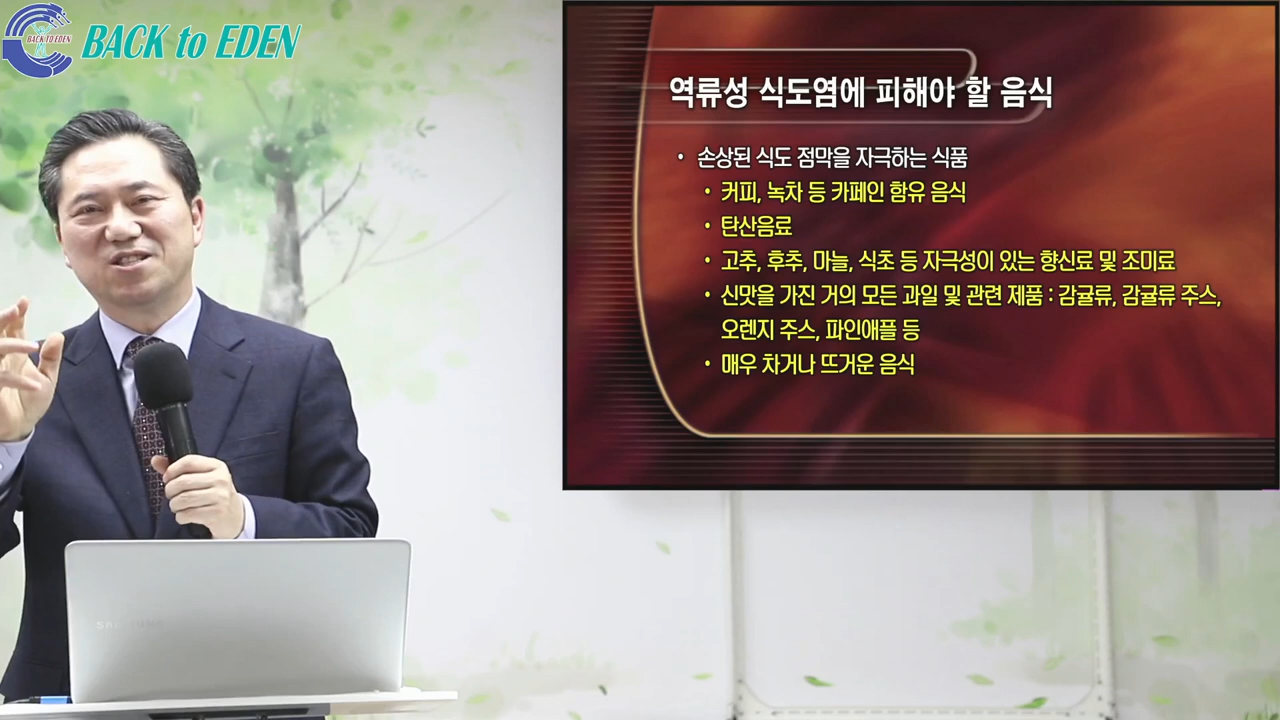 BACK TO EDEN
BACK to EDEN
역류성 식도염에 피해야 할 음식
• 손상된 식도 점막을 자극하는 식품
• 커피, 녹차 등 카페인 함유 음식
• 탄산음료
• 고추, 후추, 마늘, 식초 등 자극성이 있는 향신료 및 조미료
• 신맛을 가진 거의 모든 과일 및 관련 제품 : 감귤류, 감귤류 주스,
오렌지 주스, 파인애플 등
• 매우 차거나 뜨거운 음식